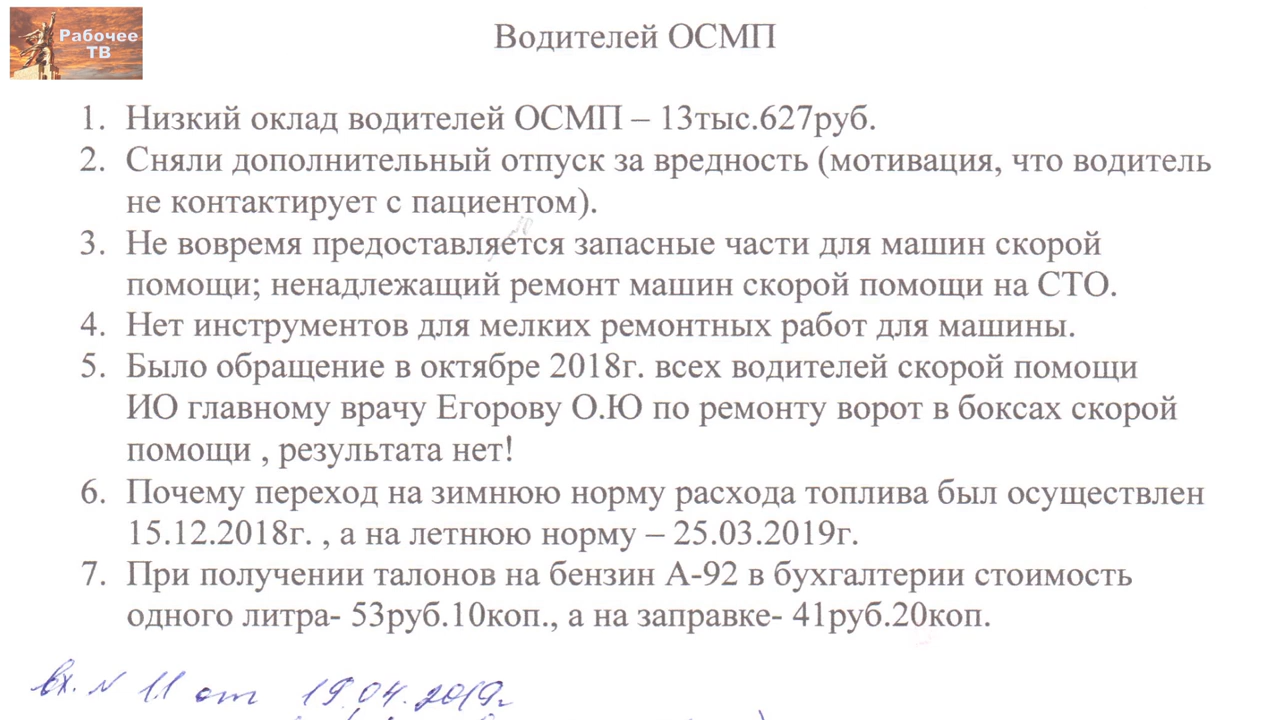 Рабочее
ТВ
Водителей ОСМП
1. Низкий оклад водителей ОСМП – 13тыс.627руб.
2. Сняли дополнительный отпуск за вредность (мотивация, что водитель
не контактирует с пациентом).
3. Не вовремя предоставляется запасные части для машин скорой
помощи; ненадлежащий ремонт машин скорой помощи на СТО.
4. Нет инструментов для мелких ремонтных работ для машины.
5. Было обращение в октябре 2018г. всех водителей скорой помощи
ИО главному врачу Егорову О.Ю по ремонту ворот в боксах скорой
помощи , результата нет!
6. Почему переход на зимнюю норму расхода топлива был осуществлен
15.12.2018г. , а на летнюю норму – 25.03.2019г.
7. При получении талонов на бензин А-92 в бухгалтерии стоимость
одного литра- 53руб.10коп., а на заправке- 41руб.20коп.
вх. N 1.1 от 19.04.2019г